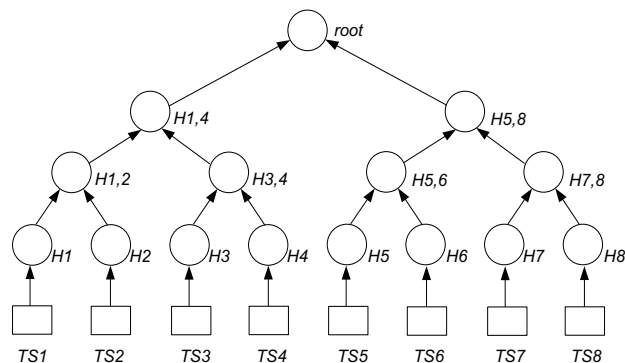 root
H1,4 H5,8
H1,2 H3,4 H5,6 H7,8
H1 H2 H3 H4 H5 H6 H7 H8
TS1 TS2 TS3 TS4 TS5 TS6 TS7 TS8